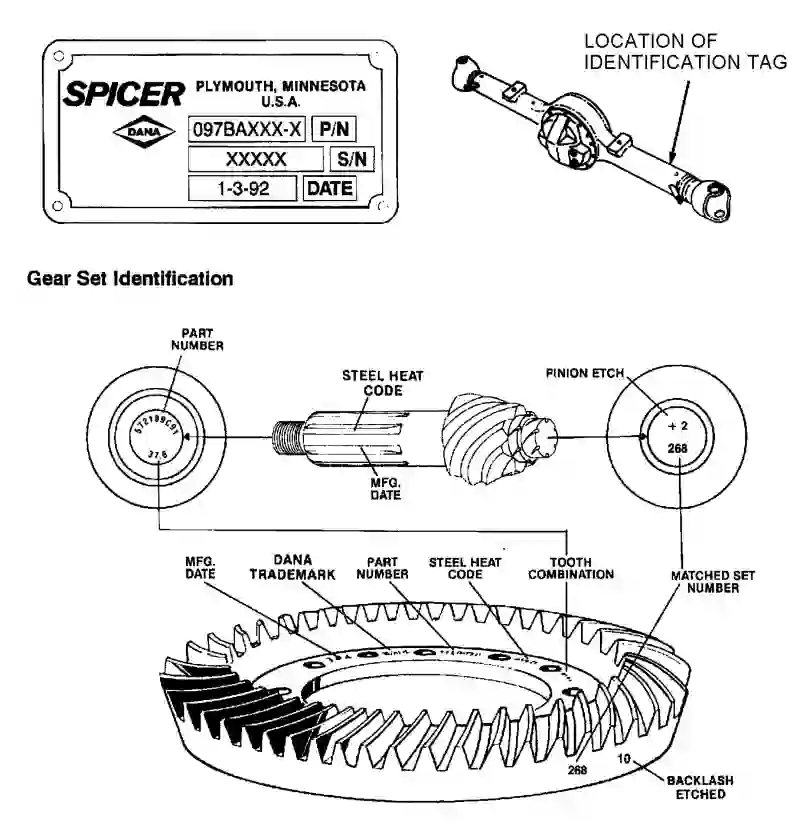 SPICER
PLYMOUTH, MINNESOTA
U.S.A.
DANA
097BAXXX-X P/N
XXXXX S/N
1-3-92 DATE
LOCATION OF
IDENTIFICATION TAG
Gear Set Identification
PART
NUMBER
37,6
STEEL HEAT
CODE
MFG.
DATE
PINION ETCH
+ 2
268
MFG.
DATE
DANA
TRADEMARK
PART
NUMBER
STEEL HEAT
CODE
TOOTH
COMBINATION
MATCHED SET
NUMBER
268
10
BACKLASH
ETCHED